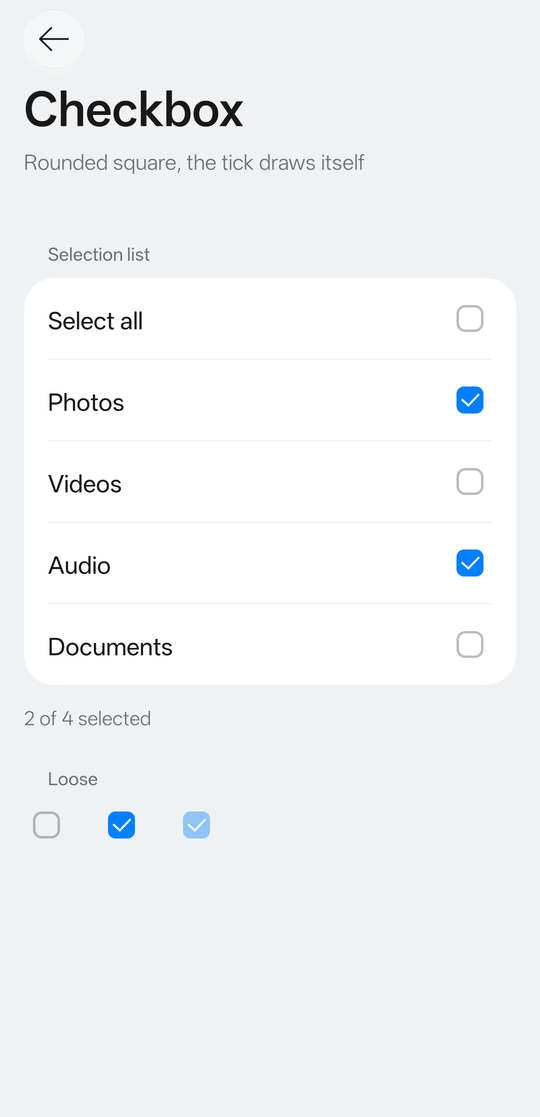 Checkbox
Rounded square, the tick draws itself
Selection list
Select all
Photos
Videos
Audio
Documents
2 of 4 selected
Loose